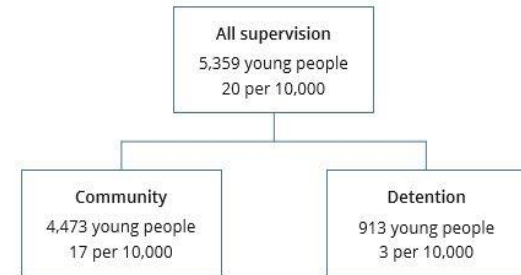 All supervision
5,359 young people
20 per 10,000
Community
4,473 young people
17 per 10,000
Detention
913 young people
3 per 10,000